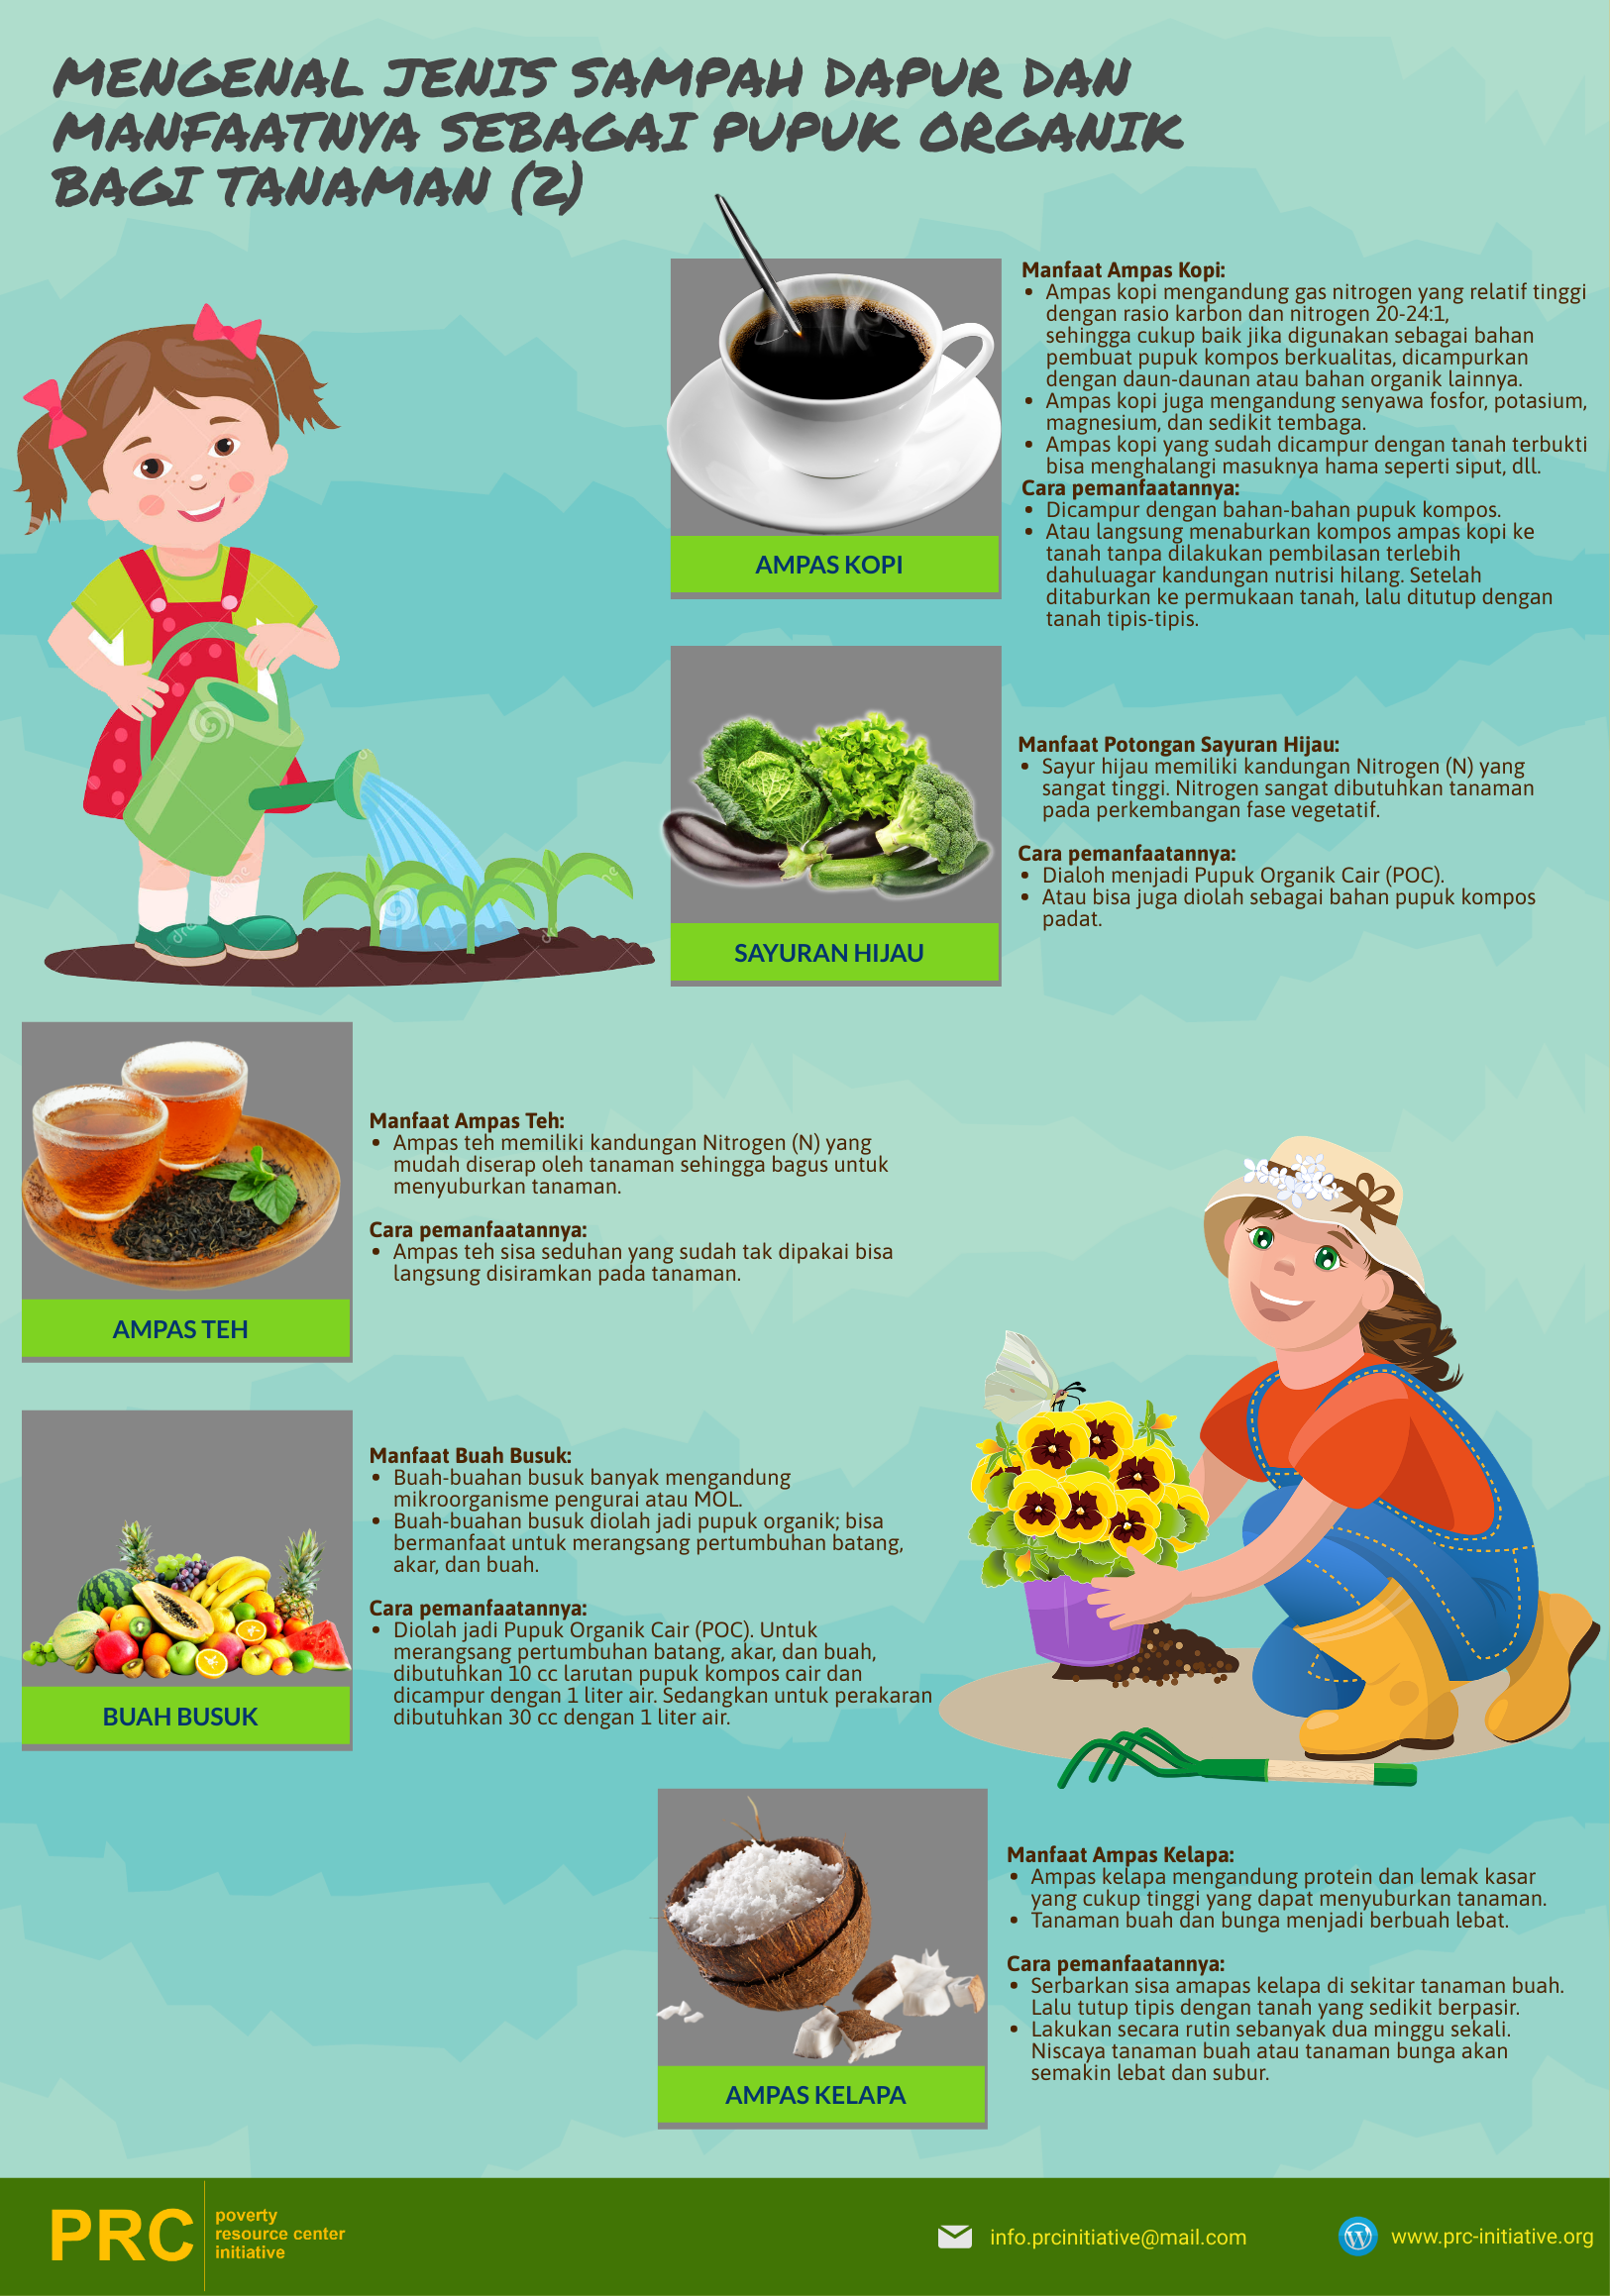 MENGENAL JENIS SAMPAH DAPUR DAN
MANFAATNYA SEBAGAI PUPUK ORGANIK
BAGI TANAMAN (2)
AMPAS KOPI
Manfaat Ampas Kopi:
• Ampas kopi mengandung gas nitrogen yang relatif tinggi
dengan rasio karbon dan nitrogen 20-24:1,
sehingga cukup baik jika digunakan sebagai bahan
pembuat pupuk kompos berkualitas, dicampurkan
dengan daun-daunan atau bahan organik lainnya.
• Ampas kopi juga mengandung senyawa fosfor, potasium,
magnesium, dan sedikit tembaga.
• Ampas kopi yang sudah dicampur dengan tanah terbukti
bisa menghalangi masuknya hama seperti siput, dll.
Cara pemanfaatannya:
• Dicampur dengan bahan-bahan pupuk kompos.
• Atau langsung menaburkan kompos ampas kopi ke
tanah tanpa dilakukan pembilasan terlebih
dahuluagar kandungan nutrisi hilang. Setelah
ditaburkan ke permukaan tanah, lalu ditutup dengan
tanah tipis-tipis.
SAYURAN HIJAU
Manfaat Potongan Sayuran Hijau:
• Sayur hijau memiliki kandungan Nitrogen (N) yang
sangat tinggi. Nitrogen sangat dibutuhkan tanaman
pada perkembangan fase vegetatif.
Cara pemanfaatannya:
• Dialoh menjadi Pupuk Organik Cair (POC).
• Atau bisa juga diolah sebagai bahan pupuk kompos
padat.
AMPAS TEH
Manfaat Ampas Teh:
• Ampas teh memiliki kandungan Nitrogen (N) yang
mudah diserap oleh tanaman sehingga bagus untuk
menyuburkan tanaman.
Cara pemanfaatannya:
• Ampas teh sisa seduhan yang sudah tak dipakai bisa
langsung disiramkan pada tanaman.
BUAH BUSUK
Manfaat Buah Busuk:
• Buah-buahan busuk banyak mengandung
mikroorganisme pengurai atau MOL.
• Buah-buahan busuk diolah jadi pupuk organik; bisa
bermanfaat untuk merangsang pertumbuhan batang,
akar, dan buah.
Cara pemanfaatannya:
• Diolah jadi Pupuk Organik Cair (POC). Untuk
merangsang pertumbuhan batang, akar, dan buah,
dibutuhkan 10 cc larutan pupuk kompos cair dan
dicampur dengan 1 liter air. Sedangkan untuk perakaran
dibutuhkan 30 cc dengan 1 liter air.
AMPAS KELAPA
Manfaat Ampas Kelapa:
• Ampas kelapa mengandung protein dan lemak kasar
yang cukup tinggi yang dapat menyuburkan tanaman.
• Tanaman buah dan bunga menjadi berbuah lebat.
Cara pemanfaatannya:
• Serbarkan sisa amapas kelapa di sekitar tanaman buah.
Lalu tutup tipis dengan tanah yang sedikit berpasir.
• Lakukan secara rutin sebanyak dua minggu sekali.
Niscaya tanaman buah atau tanaman bunga akan
semakin lebat dan subur.
PRC
poverty
resource center
initiative
info.prcinitiative@mail.com
www.prc-initiative.org